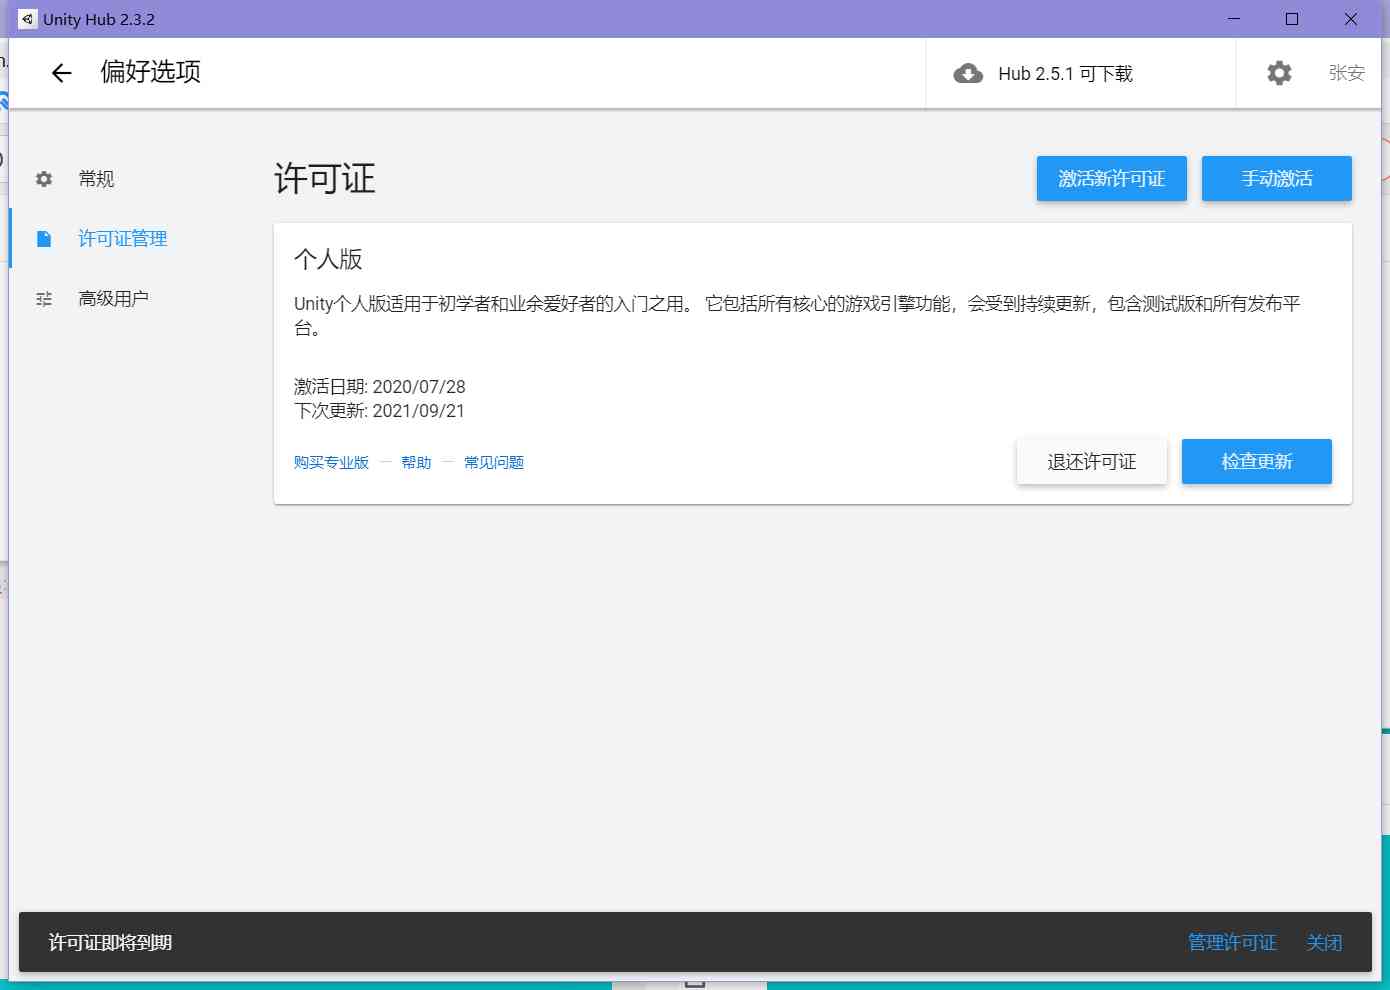 Unity Hub 2.3.2
偏好选项
Hub 2.5.1 可下载
张安
常规
许可证管理
高级用户
许可证
激活新许可证
手动激活
个人版
Unity个人版适用于初学者和业余爱好者的入门之用。 它包括所有核心的游戏引擎功能，会受到持续更新，包含测试版和所有发布平
台。
激活日期: 2020/07/28
下次更新: 2021/09/21
购买专业版 — 帮助 — 常见问题
退还许可证
检查更新
许可证即将到期
管理许可证
关闭